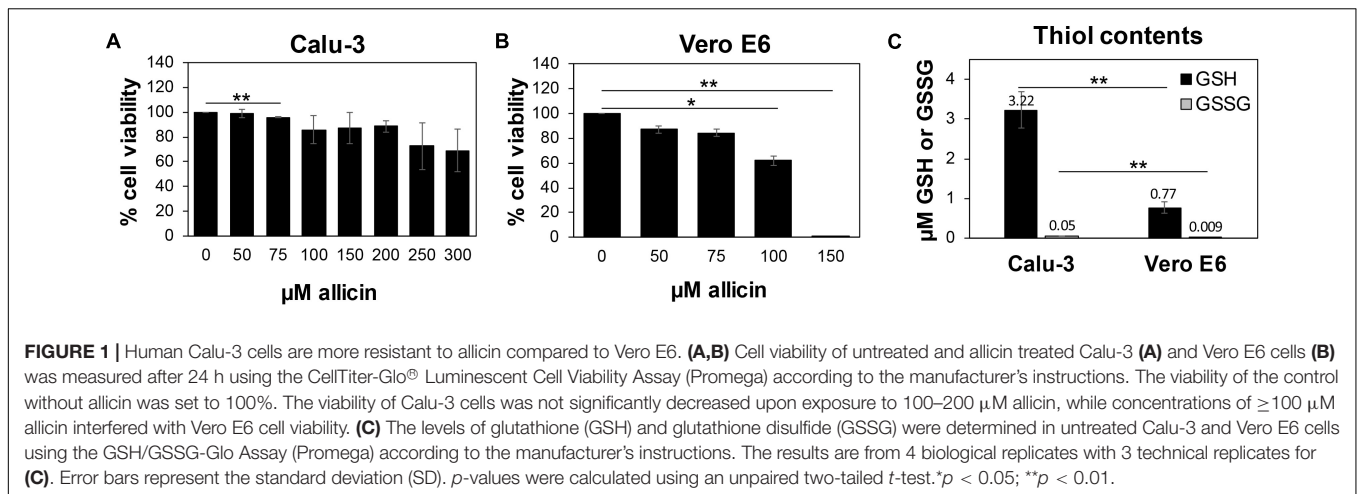 A
Calu-3
% cell viability
140
120
100
80
60
40
20
0
**
0 50 75 100 150 200 250 300
µM allicin
B
Vero E6
% cell viability
140
120
100
80
60
40
20
0
**
*
0 50 75 100 150
µM allicin
C
Thiol contents
µM GSH or GSSG
4
3
2
1
0
**
GSH
GSSG
3.22
**
0.05
0.77
0.009
Calu-3 Vero E6
FIGURE 1 | Human Calu-3 cells are more resistant to allicin compared to Vero E6. (A,B) Cell viability of untreated and allicin treated Calu-3 (A) and Vero E6 cells (B)
was measured after 24 h using the CellTiter-Glo® Luminescent Cell Viability Assay (Promega) according to the manufacturer's instructions. The viability of the control
without allicin was set to 100%. The viability of Calu-3 cells was not significantly decreased upon exposure to 100–200 µM allicin, while concentrations of ≥100 µM
allicin interfered with Vero E6 cell viability. (C) The levels of glutathione (GSH) and glutathione disulfide (GSSG) were determined in untreated Calu-3 and Vero E6 cells
using the GSH/GSSG-Glo Assay (Promega) according to the manufacturer's instructions. The results are from 4 biological replicates with 3 technical replicates for
(C). Error bars represent the standard deviation (SD). p-values were calculated using an unpaired two-tailed t-test.*p < 0.05; **p < 0.01.